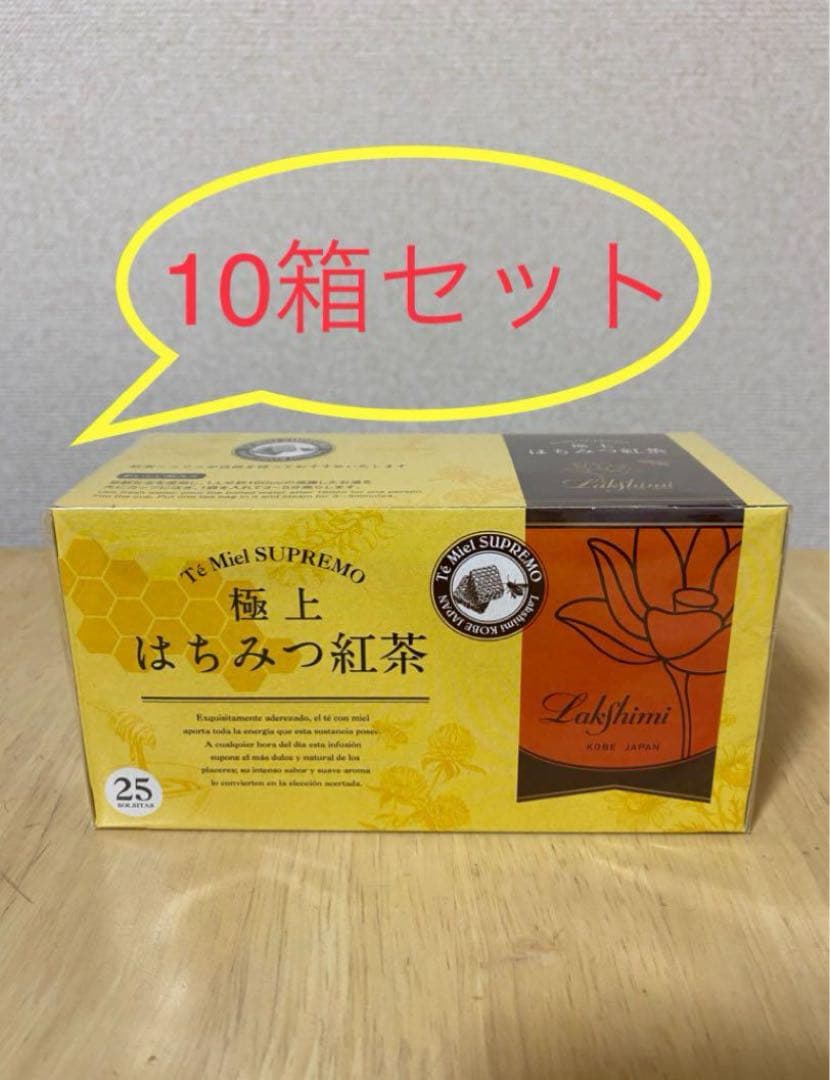 10箱セット
極上
はちみつ紅茶
Lakshimi
Té Miel SUPREMO
極上
はちみつ紅茶
Exquisitamente aderezado, el té con miel
aporta toda la energía que esta sustancia posee.
A cualquier hora del día esta infusión
supone el más dulce y natural de los
placeres; su intenso sabor y suave aroma
lo convierten en la elección acertada.
25
BOLSITAS
Té Miel SUPREMO
Lakshimi KOBE JAPAN
Lakshimi
KOBE JAPAN